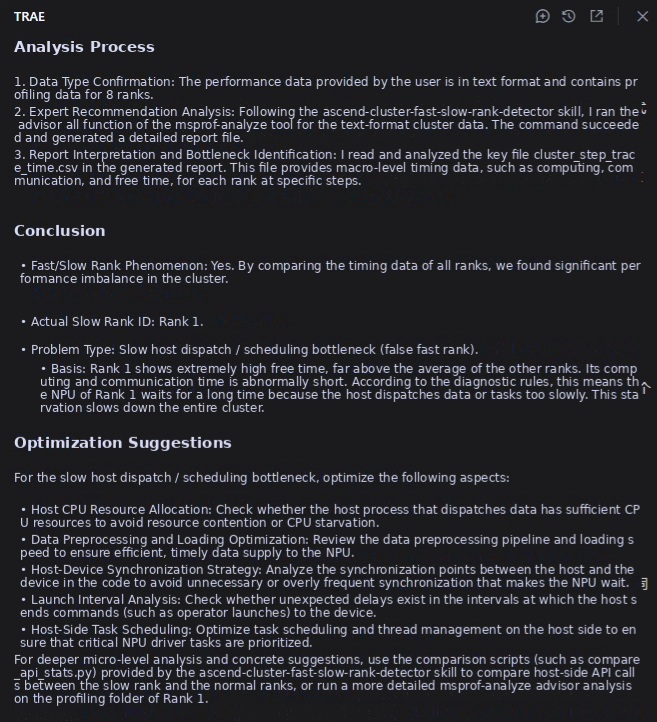 TRAE
Analysis Process
1. Data Type Confirmation: The performance data provided by the user is in text format and contains pr
ofiling data for 8 ranks.
2. Expert Recommendation Analysis: Following the ascend-cluster-fast-slow-rank-detector skill, I ran the
advisor all function of the msprof-analyze tool for the text-format cluster data. The command succeede
d and generated a detailed report file.
3. Report Interpretation and Bottleneck Identification: I read and analyzed the key file cluster_step_trac
e_time.csv in the generated report. This file provides macro-level timing data, such as computing, com
munication, and free time, for each rank at specific steps.
Conclusion
• Fast/Slow Rank Phenomenon: Yes. By comparing the timing data of all ranks, we found significant per
formance imbalance in the cluster.
• Actual Slow Rank ID: Rank 1.
• Problem Type: Slow host dispatch / scheduling bottleneck (false fast rank).
• Basis: Rank 1 shows extremely high free time, far above the average of the other ranks. Its comp
uting and communication time is abnormally short. According to the diagnostic rules, this means th
e NPU of Rank 1 waits for a long time because the host dispatches data or tasks too slowly. This sta
rvation slows down the entire cluster.
Optimization Suggestions
For the slow host dispatch / scheduling bottleneck, optimize the following aspects:
• Host CPU Resource Allocation: Check whether the host process that dispatches data has sufficient CP
U resources to avoid resource contention or CPU starvation.
• Data Preprocessing and Loading Optimization: Review the data preprocessing pipeline and loading s
peed to ensure efficient, timely data supply to the NPU.
• Host-Device Synchronization Strategy: Analyze the synchronization points between the host and the
device in the code to avoid unnecessary or overly frequent synchronization that makes the NPU wait.
• Launch Interval Analysis: Check whether unexpected delays exist in the intervals at which the host s
ends commands (such as operator launches) to the device.
• Host-Side Task Scheduling: Optimize task scheduling and thread management on the host side to en
sure that critical NPU driver tasks are prioritized.
For deeper micro-level analysis and concrete suggestions, use the comparison scripts (such as compare
_api_stats.py) provided by the ascend-cluster-fast-slow-rank-detector skill to compare host-side API call
s between the slow rank and the normal ranks, or run a more detailed msprof-analyze advisor analysis
on the profiling folder of Rank 1.